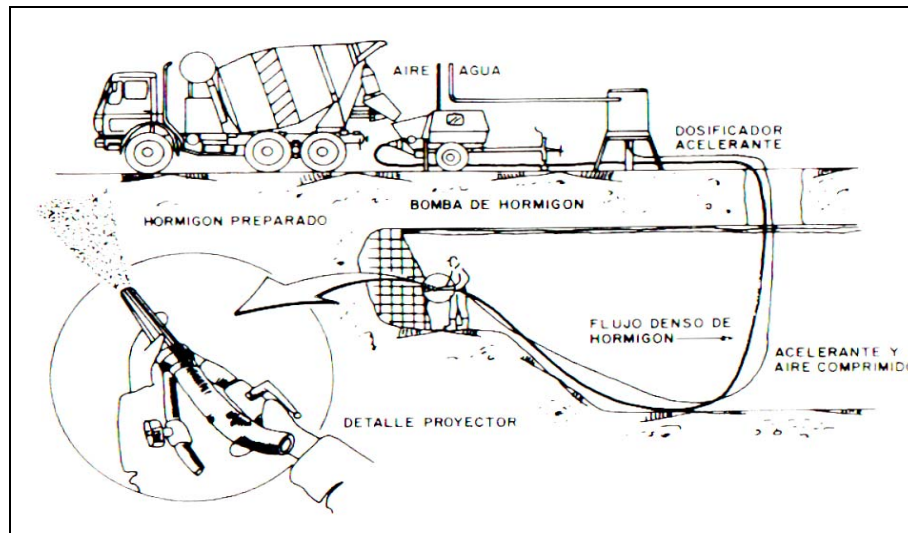 AIRE AGUA
DOSIFICADOR
ACELERANTE
HORMIGON PREPARADO
BOMBA DE HORMIGON
FLUJO DENSO DE
HORMIGON
ACELERANTE Y
AIRE COMPRIMIDO
DETALLE PROYECTOR